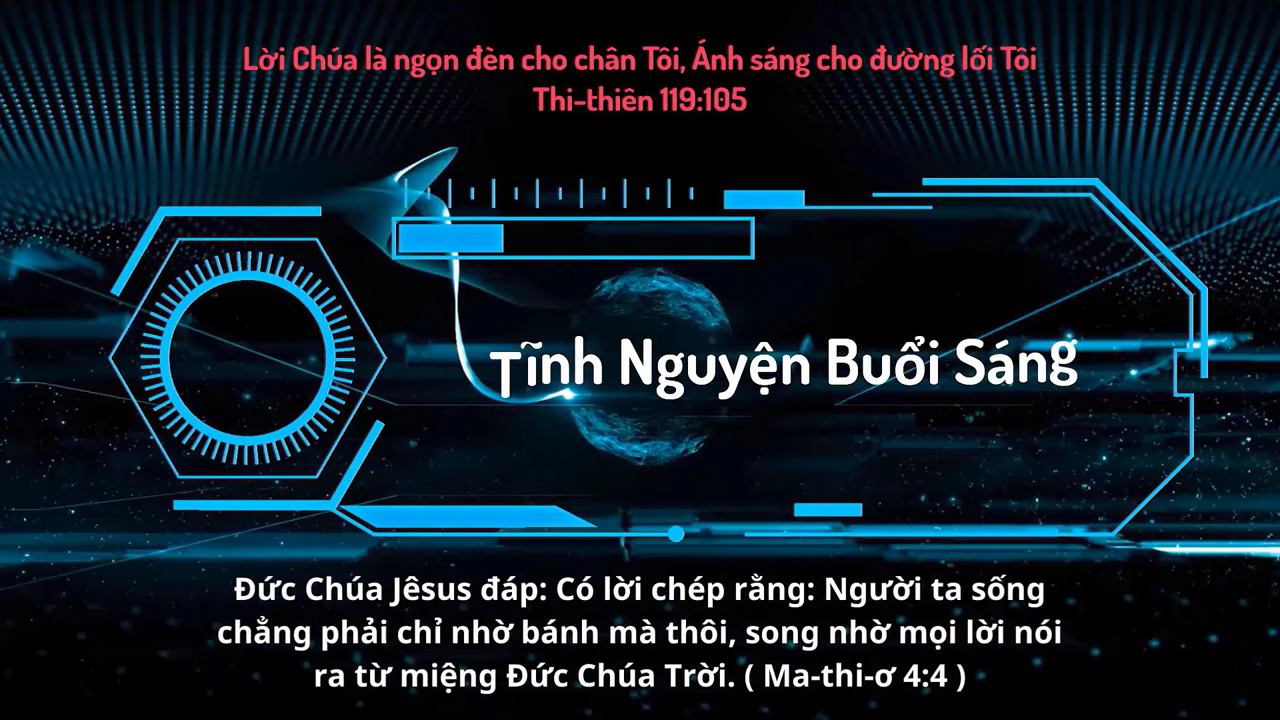 Lời Chúa là ngọn đèn cho chân Tôi, Ánh sáng cho đường lối Tôi
Thi-thiên 119:105
Tĩnh Nguyện Buổi Sáng
Đức Chúa Jêsus đáp: Có lời chép rằng: Người ta sống
chẳng phải chỉ nhờ bánh mà thôi, song nhờ mọi lời nói
ra từ miệng Đức Chúa Trời. ( Ma-thi-ơ 4:4 )